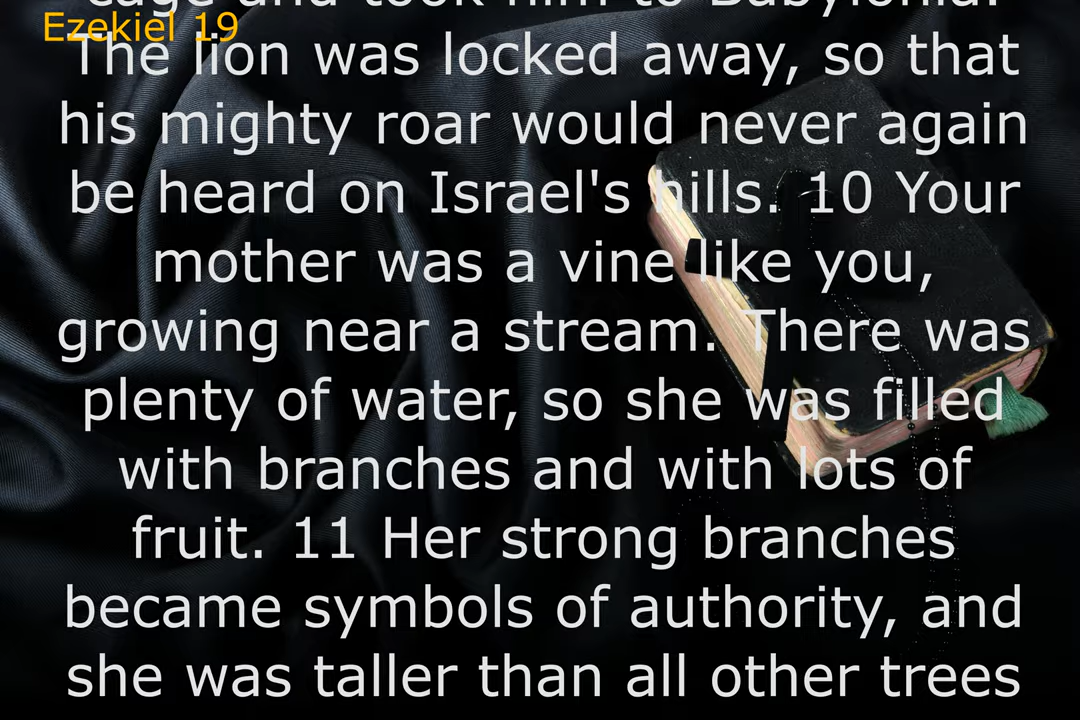 cage and took him to Babylonia.
Ezekiel 19
The lion was locked away, so that
his mighty roar would never again
be heard on Israel's hills. 10 Your
mother was a vine like you,
growing near a stream. There was
plenty of water, so she was filled
with branches and with lots of
fruit. 11 Her strong branches
became symbols of authority, and
she was taller than all other trees